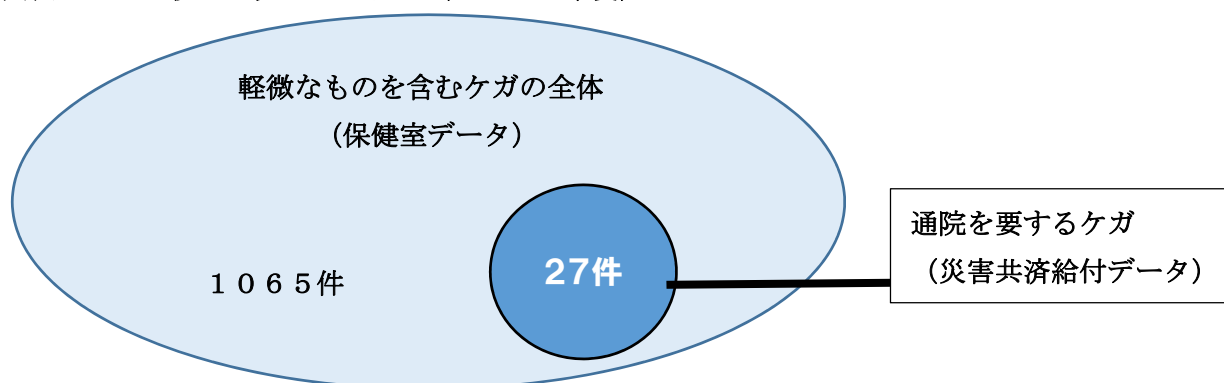 軽微なものを含むケガの全体
（保健室データ）
１０６５件
27件
通院を要するケガ
（災害共済給付データ）